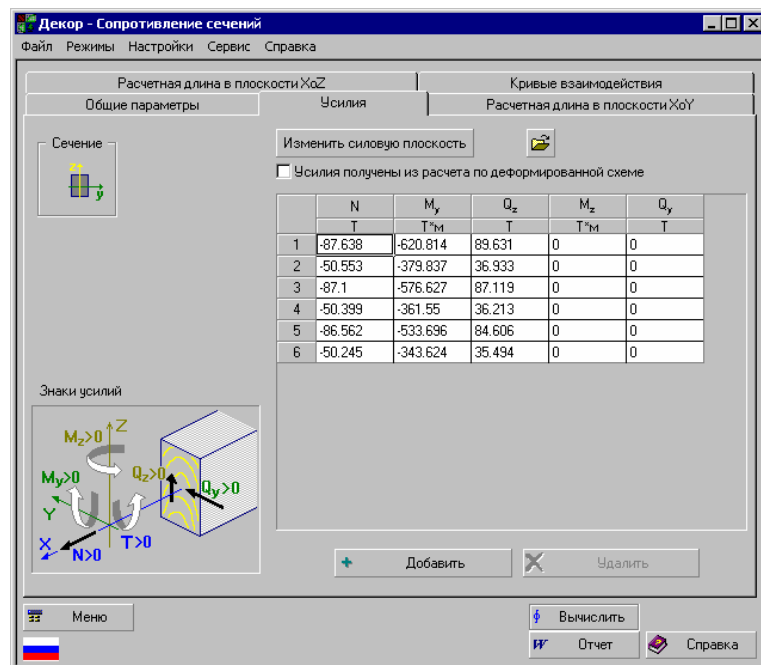 Декор - Сопротивление сечений
Файл Режимы Настройки Сервис Справка
Расчетная длина в плоскости XoZ Кривые взаимодействия
Общие параметры Усилия Расчетная длина в плоскости XoY
Сечение
z
y
Изменить силовую плоскость
Усилия получены из расчета по деформированной схеме
N My Qz Mz Qy
Т Т*м Т Т*м Т
1 -87.638 -620.814 89.631 0 0
2 -50.553 -379.837 36.933 0 0
3 -87.1 -576.627 87.119 0 0
4 -50.399 -361.55 36.213 0 0
5 -86.562 -533.696 84.606 0 0
6 -50.245 -343.624 35.494 0 0
Знаки усилий
Z
Mz>0
My>0
Qz>0
Qy>0
Y
X
N>0
T>0
Добавить Удалить
Меню Вычислить
W Отчет Справка